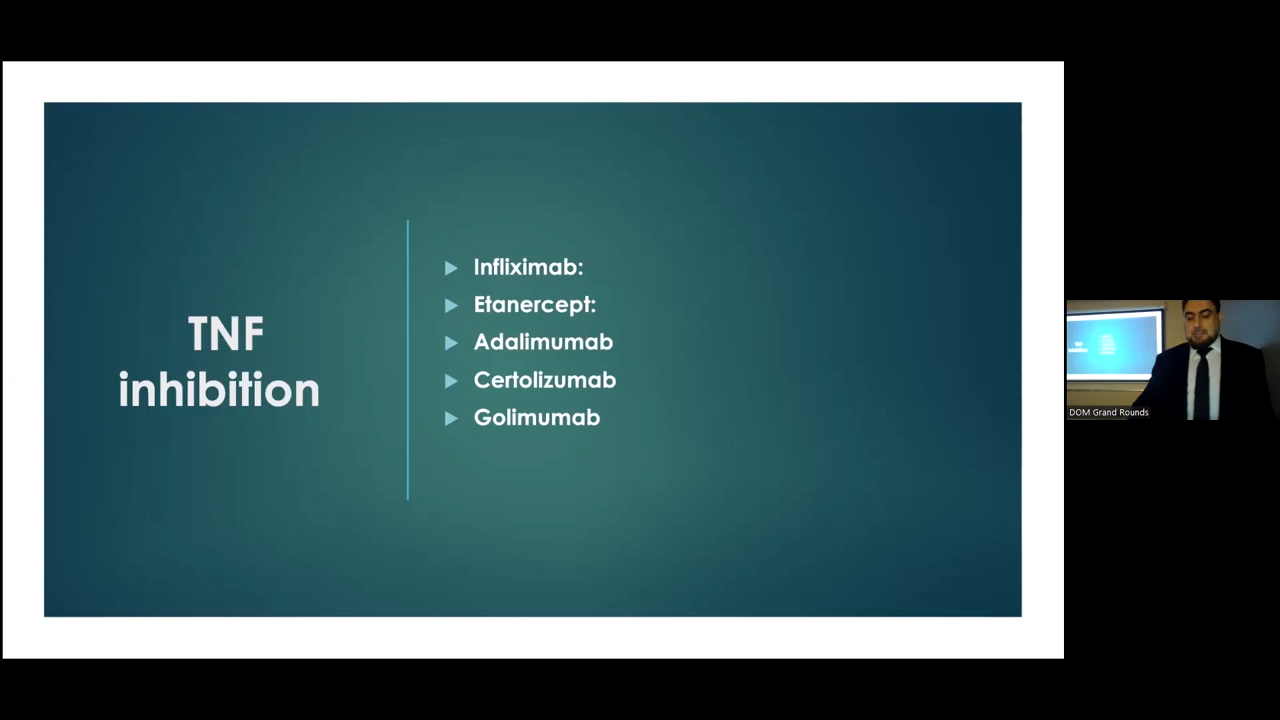 TNF
inhibition
Infliximab:
Etanercept:
Adalimumab
Certolizumab
Golimumab
DOM Grand Rounds